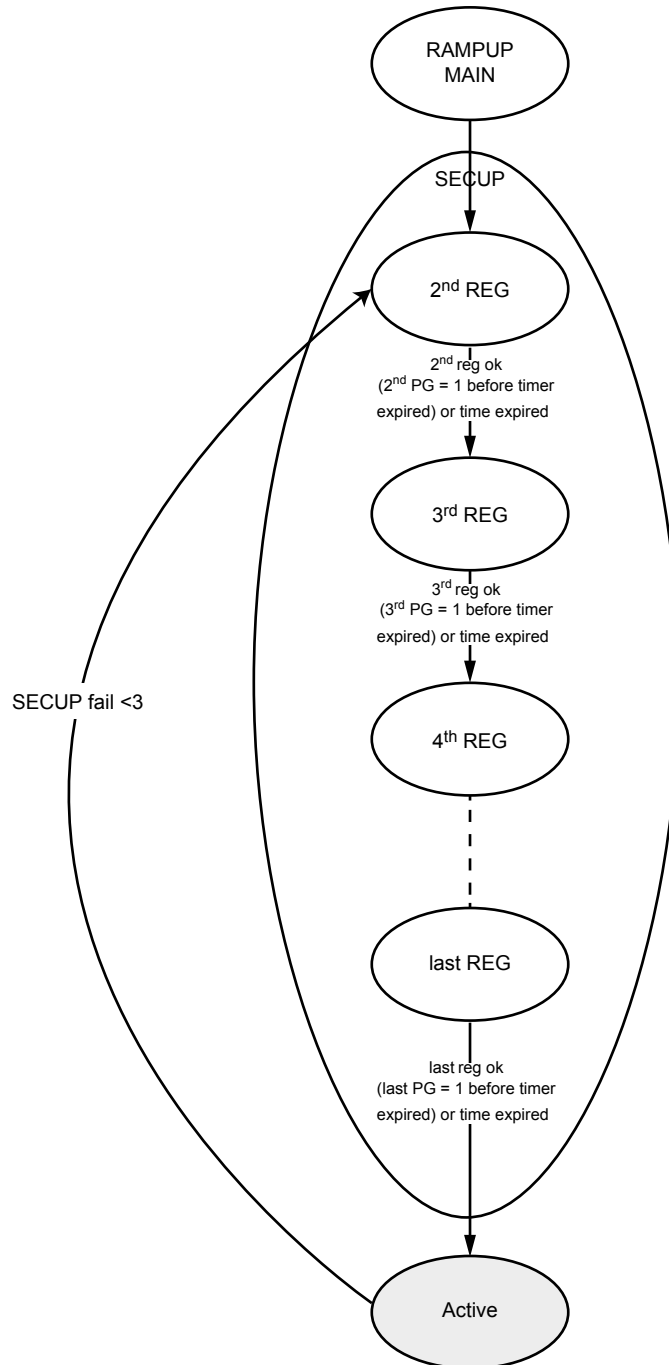 RAMPUP
MAIN
SECUP
2nd REG
2nd reg ok
(2nd PG = 1 before timer
expired) or time expired
3rd REG
3rd reg ok
(3rd PG = 1 before timer
expired) or time expired
SECUP fail <3
4th REG
last REG
last reg ok
(last PG = 1 before timer
expired) or time expired
Active